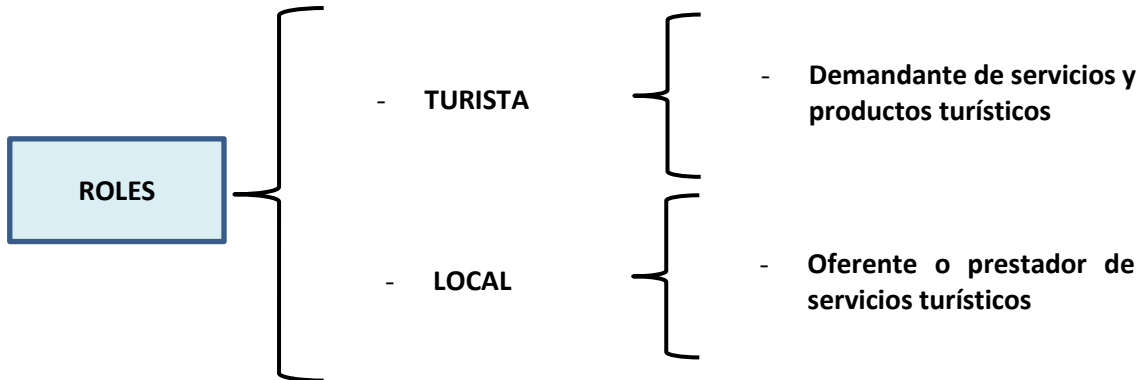 ROLES
- TURISTA
- Demandante de servicios y
productos turísticos
- LOCAL
- Oferente o prestador de
servicios turísticos